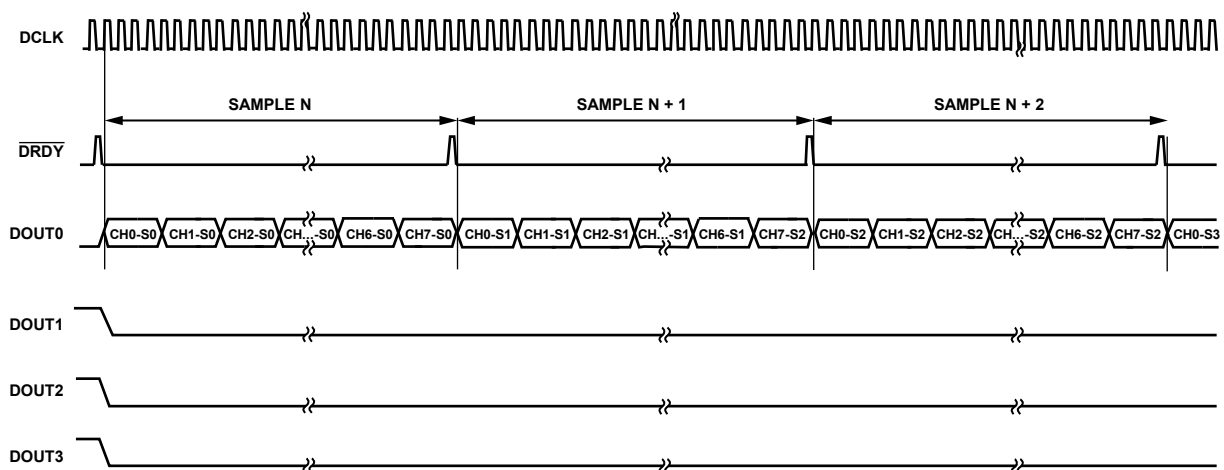 DCLK
SAMPLE N
SAMPLE N + 1
SAMPLE N + 2
DRDY
DOUT0
CH0-S0
CH1-S0
CH2-S0
CH...-S0
CH6-S0
CH7-S0
CH0-S1
CH1-S1
CH2-S1
CH...-S1
CH6-S1
CH7-S2
CH0-S2
CH1-S2
CH2-S2
CH...-S2
CH6-S2
CH7-S2
CH0-S3
DOUT1
DOUT2
DOUT3